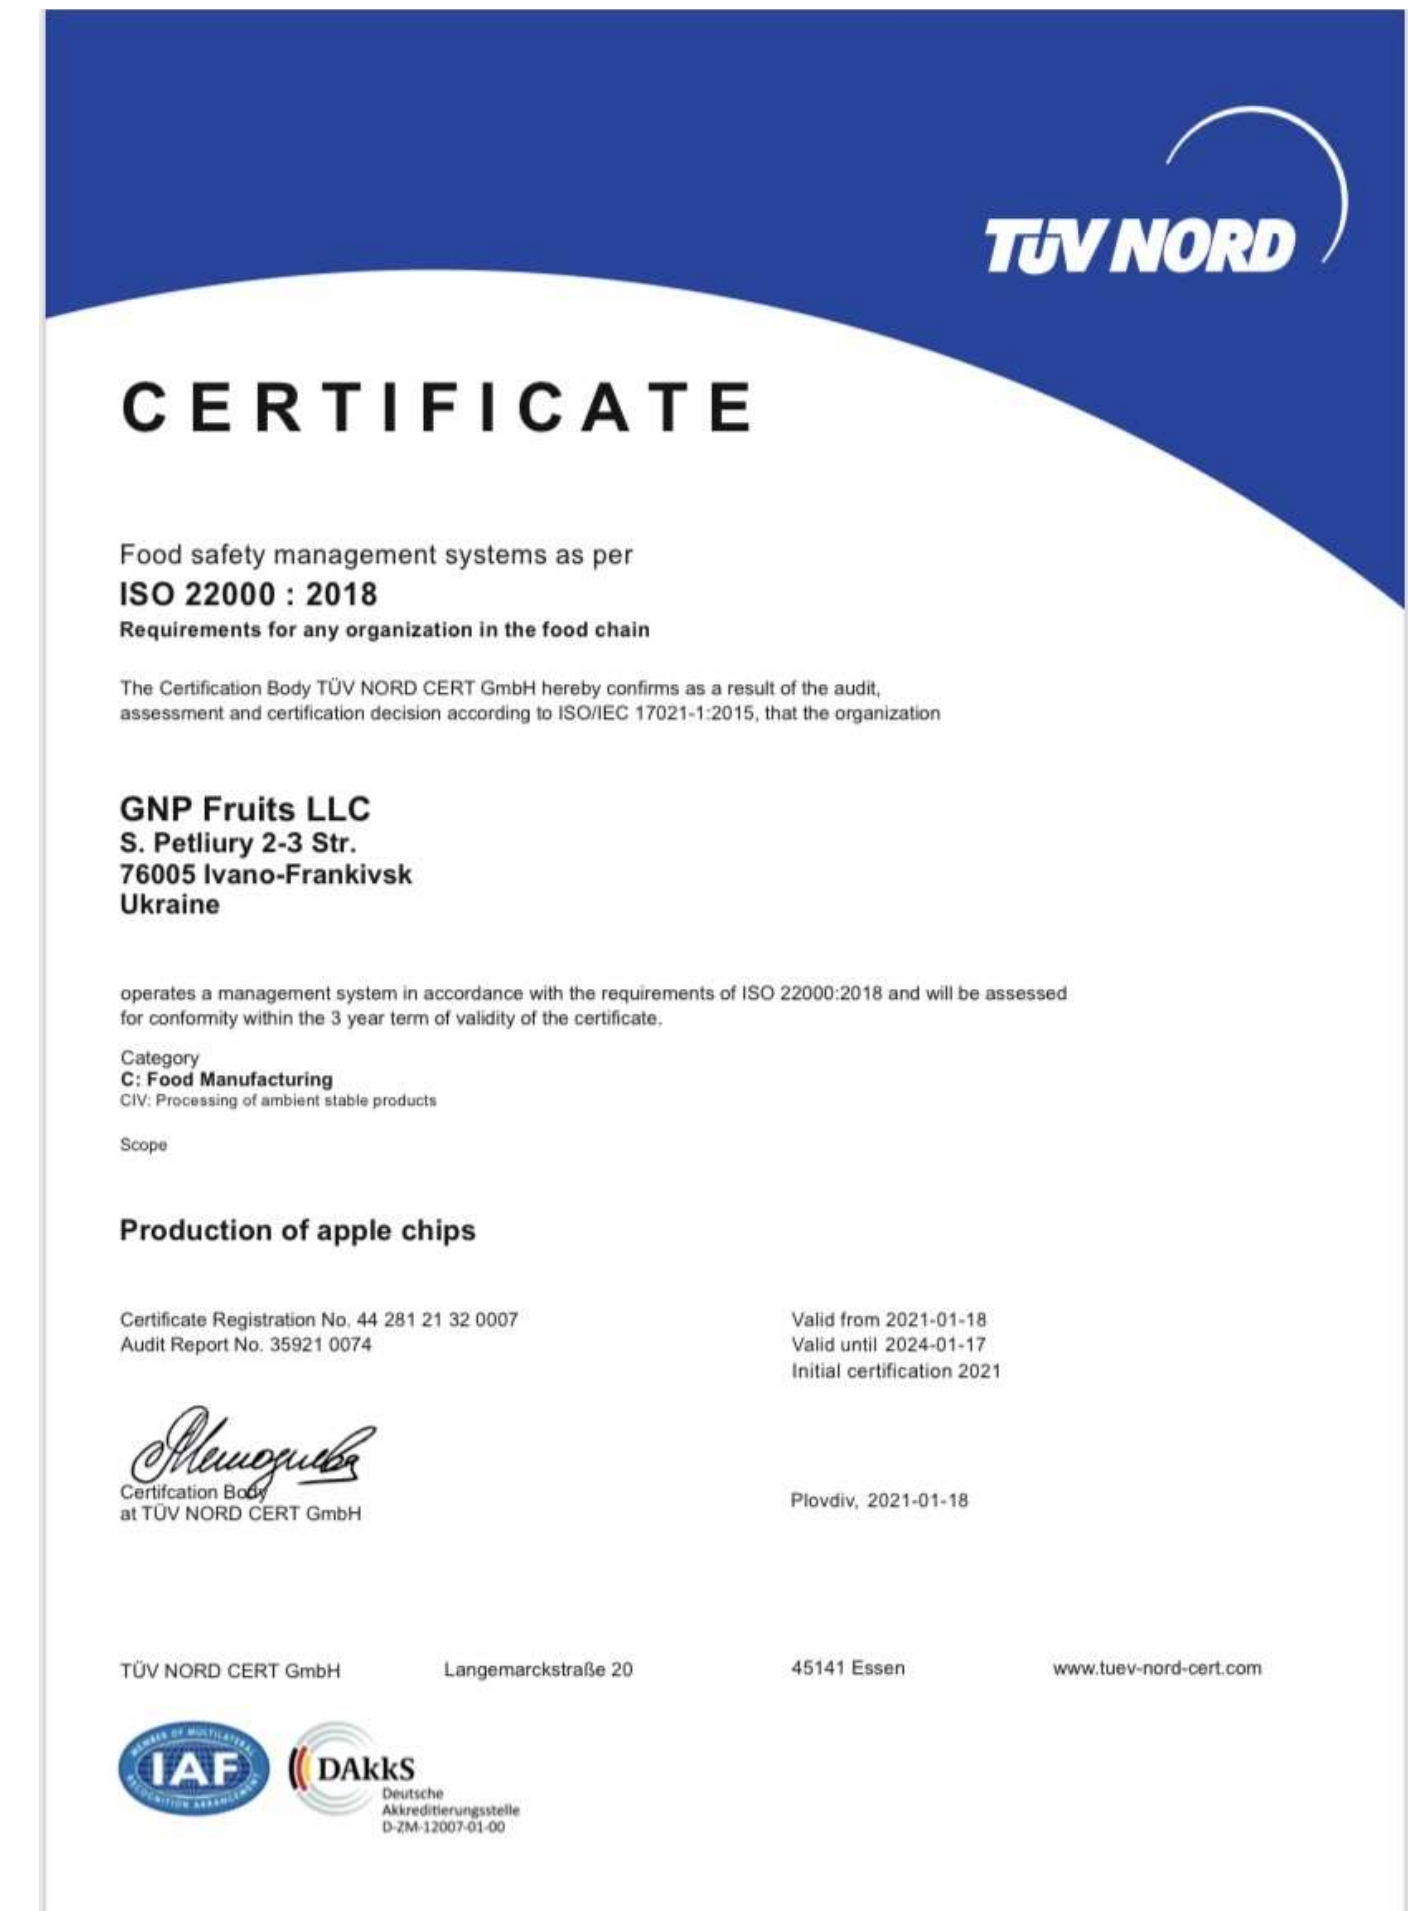 TÜV NORD
CERTIFICATE
Food safety management systems as per
ISO 22000 : 2018
Requirements for any organization in the food chain
The Certification Body TÜV NORD CERT GmbH hereby confirms as a result of the audit,
assessment and certification decision according to ISO/IEC 17021-1:2015, that the organization
GNP Fruits LLC
S. Petliury 2-3 Str.
76005 Ivano-Frankivsk
Ukraine
operates a management system in accordance with the requirements of ISO 22000:2018 and will be assessed
for conformity within the 3 year term of validity of the certificate.
Category
C: Food Manufacturing
CIV: Processing of ambient stable products
Scope
Production of apple chips
Certificate Registration No. 44 281 21 32 0007
Audit Report No. 35921 0074
Valid from 2021-01-18
Valid until 2024-01-17
Initial certification 2021
Certifcation Body
at TÜV NORD CERT GmbH
Plovdiv, 2021-01-18
TÜV NORD CERT GmbH Langemarckstraße 20 45141 Essen www.tuev-nord-cert.com
MEMBER OF MULTILATERAL
IAF
RECOGNITION ARRANGEMENT
DAkkS
Deutsche
Akkreditierungsstelle
D-ZM-12007-01-00